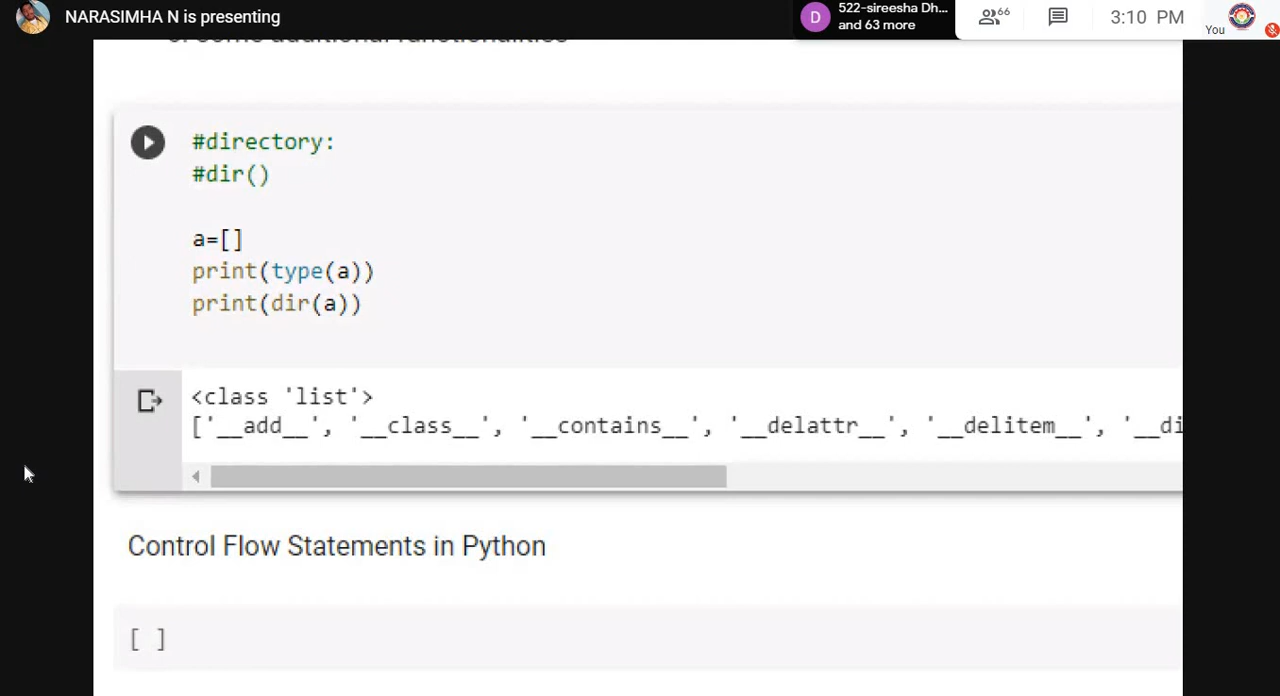 NARASIMHA N is presenting
D
522-sireesha Dh...
and 63 more
66
3:10 PM
You
#directory:
#dir()
a=[]
print(type(a))
print(dir(a))
<class 'list'>
['__add__', '__class__', '__contains__', '__delattr__', '__delitem__', '__di
Control Flow Statements in Python
[ ]